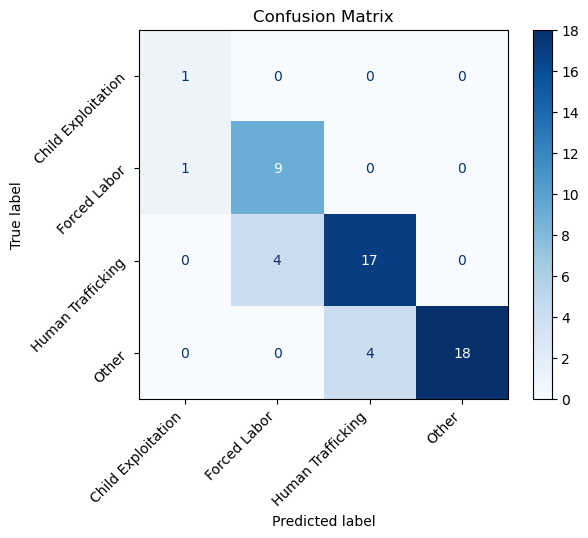 Confusion Matrix
True label
Child Exploitation
1 0 0 0
Forced Labor
1 9 0 0
Human Trafficking
0 4 17 0
Other
0 0 4 18
Child Exploitation
Forced Labor
Human Trafficking
Other
Predicted label
18
16
14
12
10
8
6
4
2
0